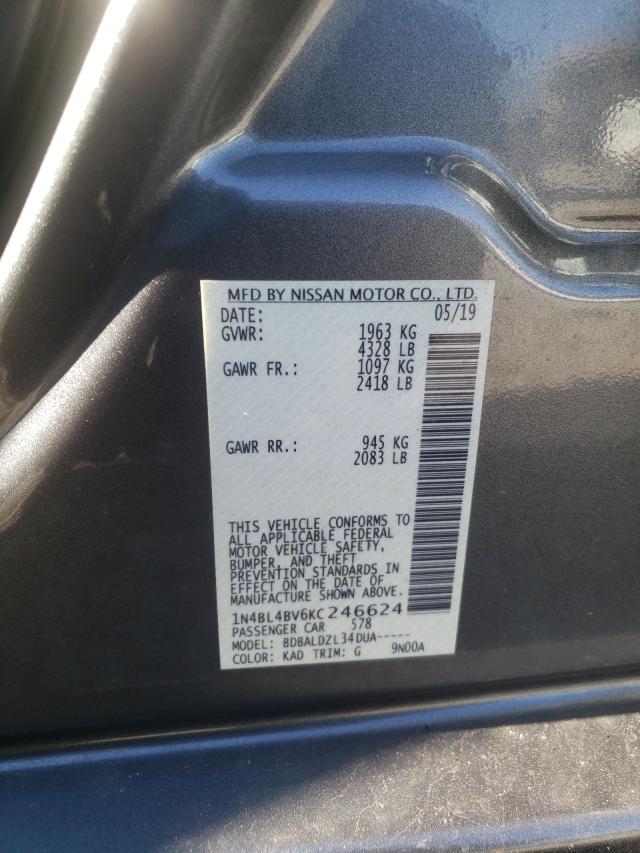 MFD BY NISSAN MOTOR CO., LTD.
DATE: 05/19
GVWR: 1963 KG
4328 LB
GAWR FR.: 1097 KG
2418 LB
GAWR RR.: 945 KG
2083 LB
THIS VEHICLE CONFORMS TO
ALL APPLICABLE FEDERAL
MOTOR VEHICLE SAFETY,
BUMPER, AND THEFT
PREVENTION STANDARDS IN
EFFECT ON THE DATE OF
MANUFACTURE SHOWN ABOVE.
1N4BL4BV6KC246624
PASSENGER CAR 578
MODEL: BDBALDZL34DUA-----
COLOR: KAD TRIM: G 9N00A